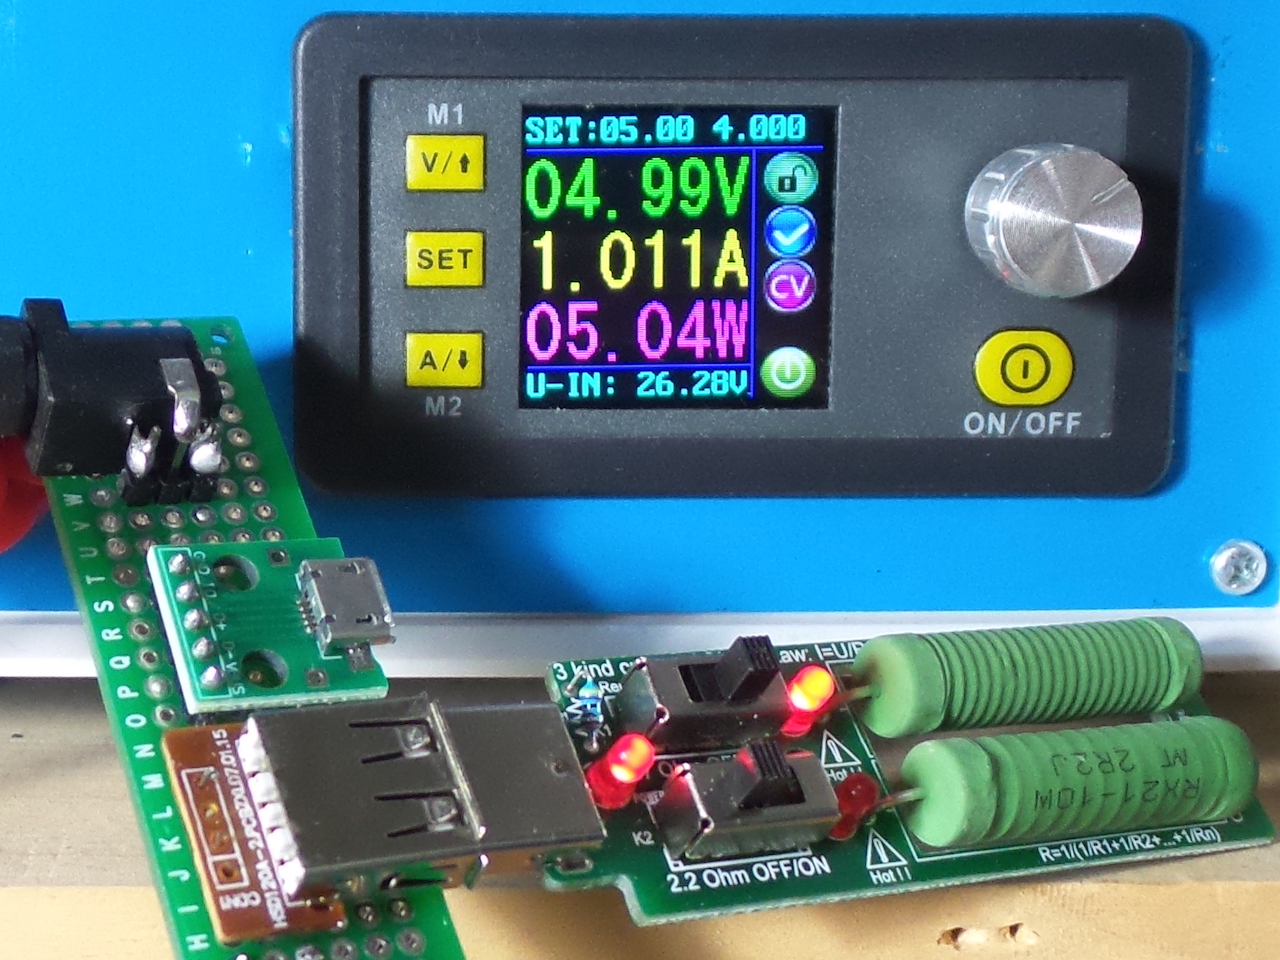 M1
V/⬆
SET
A/⬇
M2
SET:05.00 4.000
04.99V
1.011A
CV
05.04W
U-IN: 26.28V
ON/OFF
W
V
U
T
S
R
Q
P
O
N
M
L
K
J
I
H
3 kind
Law: I=U/R
K2
2.2 Ohm OFF/ON
Hot!!
Hot!!
R=1/(1/R1+1/R2+...+1/Rn)
RX21-10W
MT 2R2J